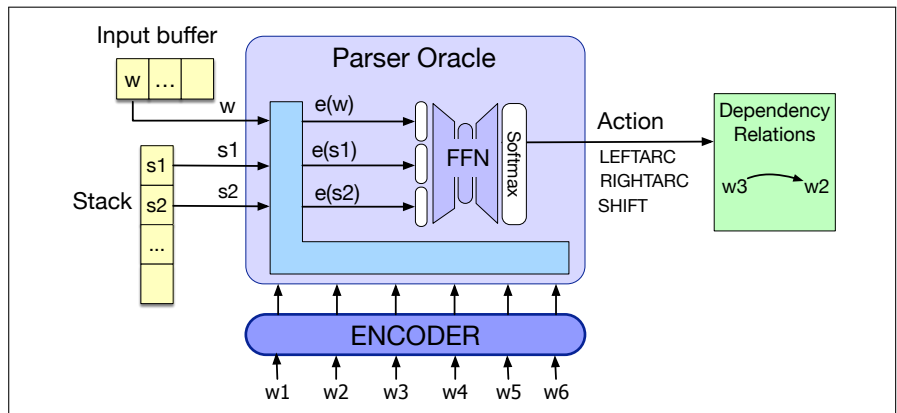 Input buffer
w ...
w
Parser Oracle
e(w)
s1
s1
e(s1)
s2
s2
e(s2)
Stack
...
FFN
Softmax
Action
LEFTARC
RIGHTARC
SHIFT
Dependency
Relations
w3 w2
ENCODER
w1 w2 w3 w4 w5 w6